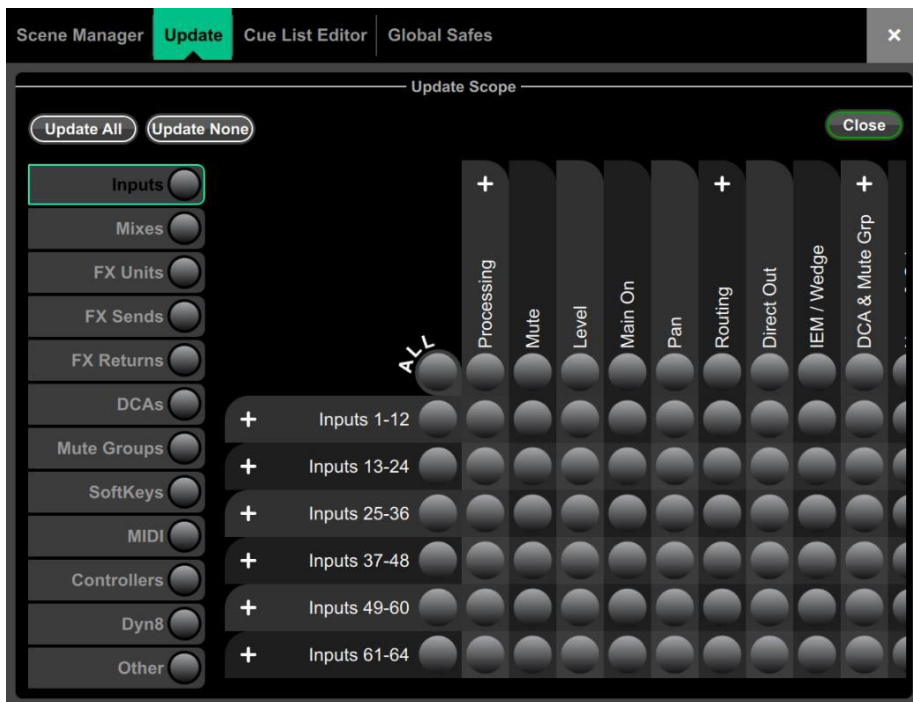 Scene Manager Update Cue List Editor Global Safes ×
Update Scope
Update All Update None Close
Inputs
Mixes
FX Units
FX Sends
FX Returns
DCAs
Mute Groups
SoftKeys
MIDI
Controllers
Dyn8
Other
+ + +
Processing
Mute
Level
Main On
Pan
Routing
Direct Out
IEM / Wedge
DCA & Mute Grp
ALL
+ Inputs 1-12
+ Inputs 13-24
+ Inputs 25-36
+ Inputs 37-48
+ Inputs 49-60
+ Inputs 61-64